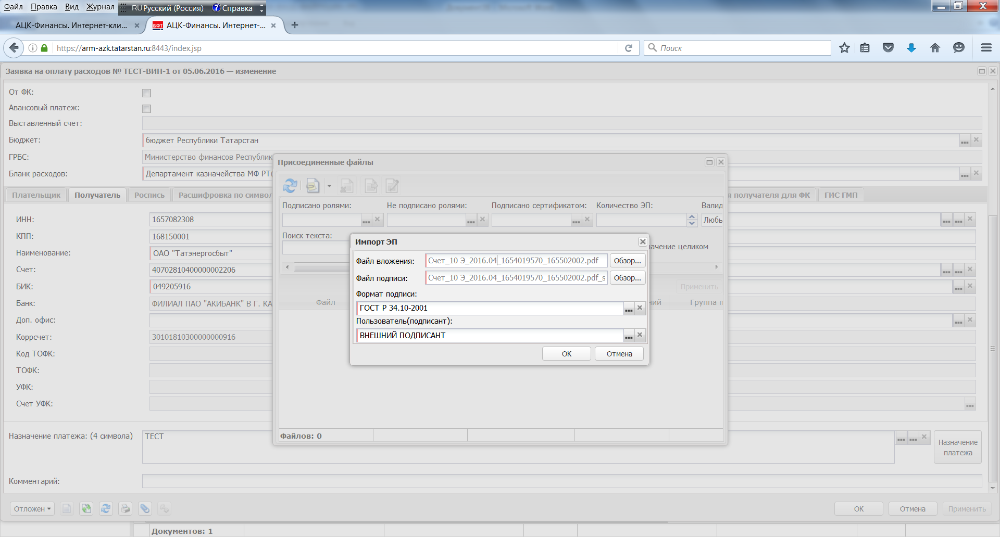 Файл Правка Вид Журнал RU Русский (Россия) Справка
АЦК-Финансы. Интернет-кли... БФТ АЦК-Финансы. Интернет-...
https://arm-azk.tatarstan.ru:8443/index.jsp Поиск
Заявка на оплату расходов № ТЕСТ-ВИН-1 от 05.06.2016 — изменение
От ФК:
Авансовый платеж:
Выставленный счет:
Бюджет: бюджет Республики Татарстан
ГРБС: Министерство финансов Республик
Бланк расходов: Департамент казначейства МФ РТ(
Плательщик Получатель Роспись Расшифровка по символ я получателя для ФК ГИС ГМП
ИНН: 1657082308
КПП: 168150001
Наименование: ОАО "Татэнергосбыт"
Счет: 40702810400000002206
БИК: 049205916
Банк: ФИЛИАЛ ПАО "АКИБАНК" В Г. КА
Доп. офис:
Коррсчет: 30101810300000000916
Код ТОФК:
ТОФК:
УФК:
Счет УФК:
Назначение платежа: (4 символа) ТЕСТ
Назначение
платежа
Комментарий:
Отложен
ОК Отмена Применить
Документов: 1
Присоединенные файлы
Подписано ролями: Не подписано ролями: Подписано сертификатом: Количество ЭП: Валид
Любь
Поиск текста:
начение целиком
Применить
Файл ний Группа п
Файлов: 0
Импорт ЭП
Файл вложения: Счет_10 Э_2016.04_1654019570_165502002.pdf Обзор...
Файл подписи: Счет_10 Э_2016.04_1654019570_165502002.pdf_s Обзор...
Формат подписи:
ГОСТ Р 34.10-2001
Пользователь(подписант):
ВНЕШНИЙ ПОДПИСАНТ
ОК Отмена